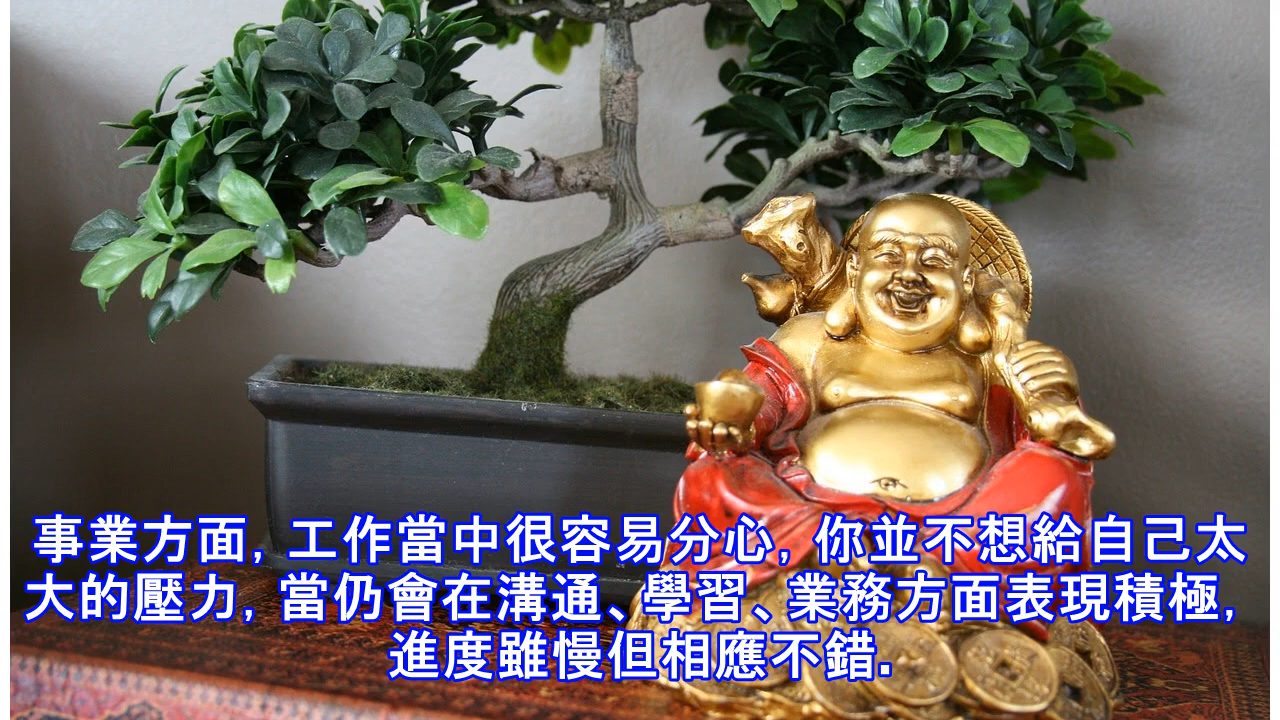 事業方面, 工作當中很容易分心, 你並不想給自己太
大的壓力, 當仍會在溝通、學習、業務方面表現積極,
進度雖慢但相應不錯.